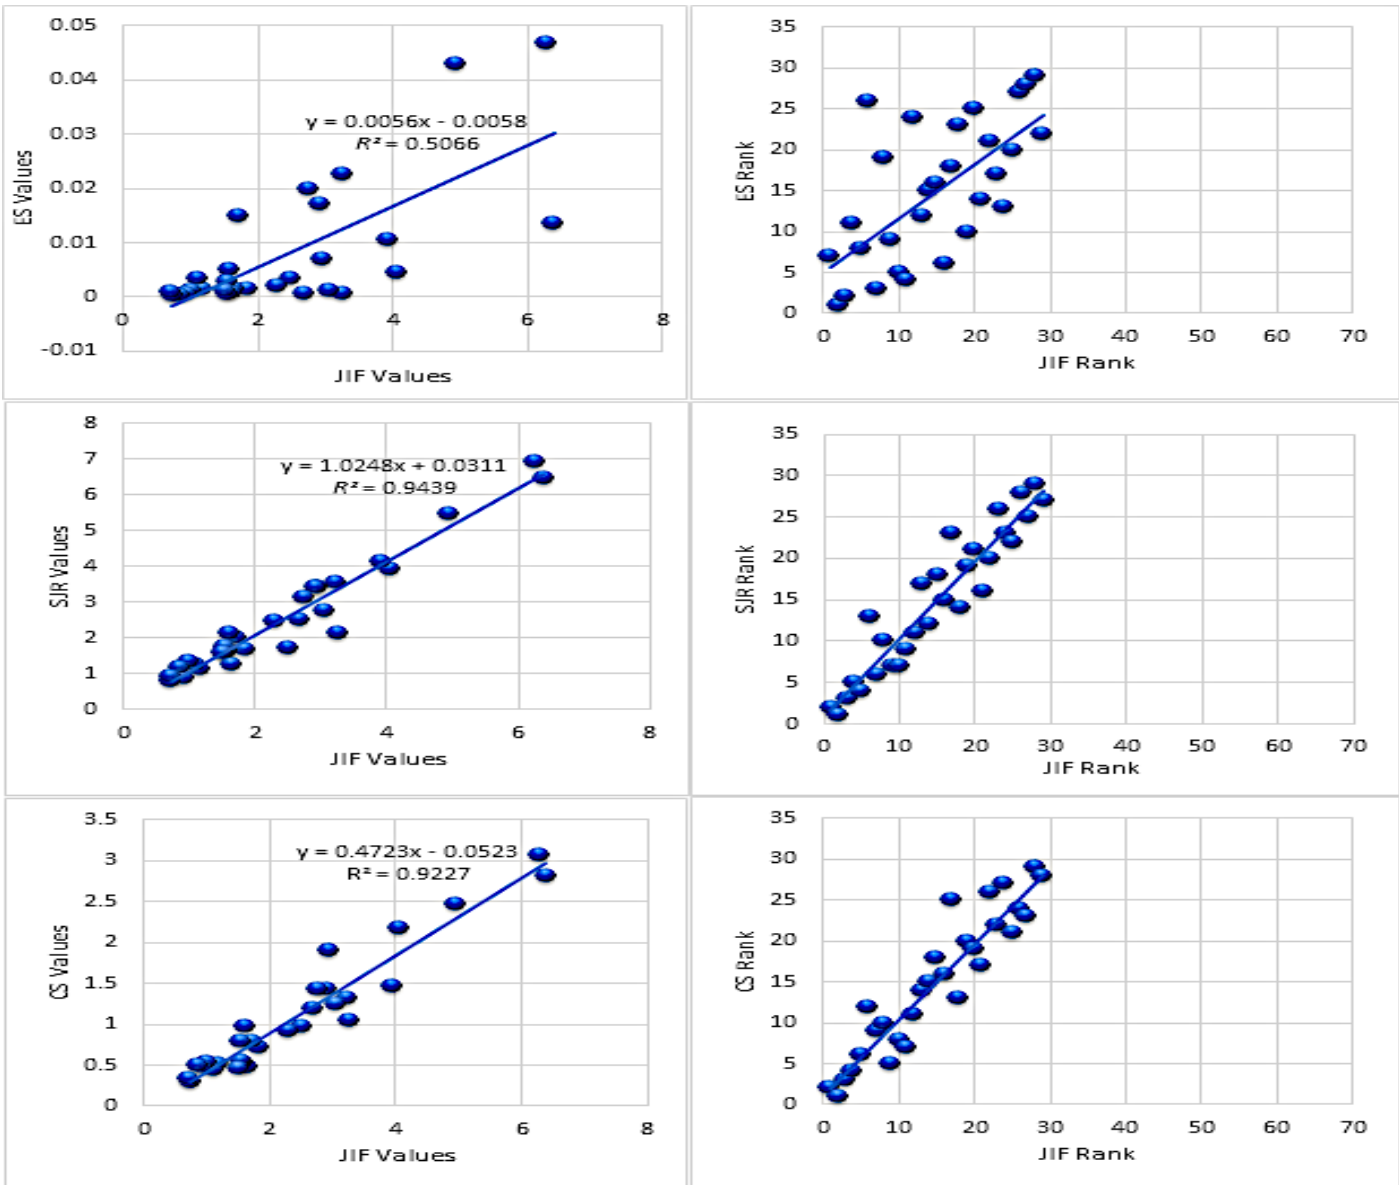 0.05
0.04
0.03
0.02
0.01
0
-0.01
ES Values
y = 0.0056x - 0.0058
R² = 0.5066
0 2 4 6 8
JIF Values
35
30
25
20
15
10
5
0
ES Rank
0 10 20 30 40 50 60 70
JIF Rank
8
7
6
5
4
3
2
1
0
SJR Values
y = 1.0248x + 0.0311
R² = 0.9439
0 2 4 6 8
JIF Values
35
30
25
20
15
10
5
0
SJR Rank
0 10 20 30 40 50 60 70
JIF Rank
3.5
3
2.5
2
1.5
1
0.5
0
CS Values
y = 0.4723x - 0.0523
R² = 0.9227
0 2 4 6 8
JIF Values
35
30
25
20
15
10
5
0
CS Rank
0 10 20 30 40 50 60 70
JIF Rank